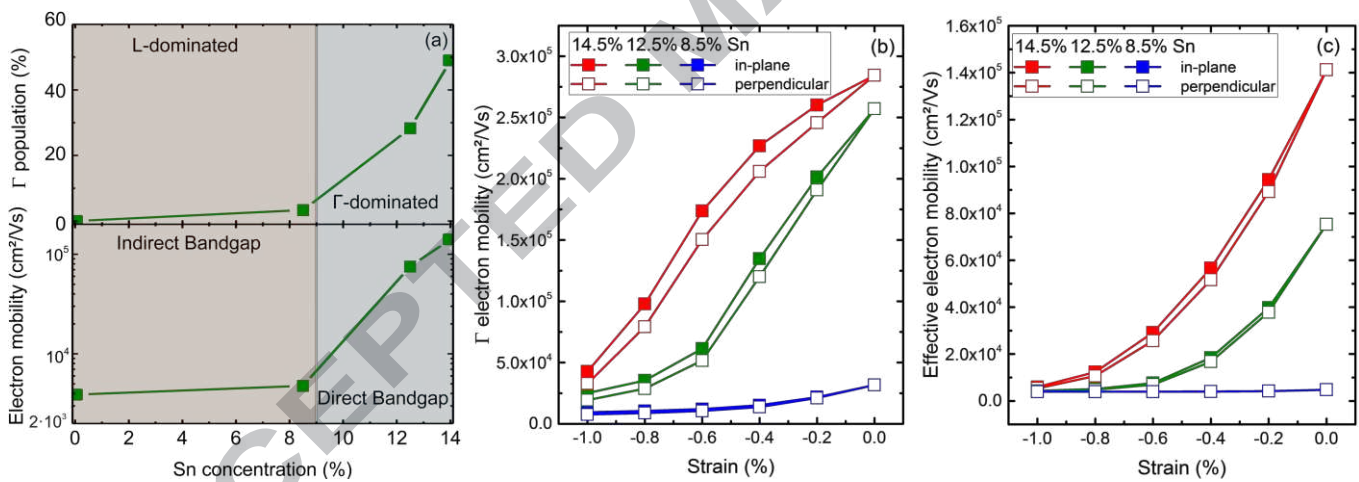 (a)
L-dominated
Γ-dominated
Γ population (%)
60
40
20
0
Indirect Bandgap
Direct Bandgap
Electron mobility (cm²/Vs)
10⁵
10⁴
2·10³
0 2 4 6 8 10 12 14
Sn concentration (%)
(b)
14.5% 12.5% 8.5% Sn
in-plane
perpendicular
Γ electron mobility (cm²/Vs)
3.0x10⁵
2.5x10⁵
2.0x10⁵
1.5x10⁵
1.0x10⁵
5.0x10⁴
0.0
-1.0 -0.8 -0.6 -0.4 -0.2 0.0
Strain (%)
(c)
14.5% 12.5% 8.5% Sn
in-plane
perpendicular
Effective electron mobility (cm²/Vs)
1.6x10⁵
1.4x10⁵
1.2x10⁵
1.0x10⁵
8.0x10⁴
6.0x10⁴
4.0x10⁴
2.0x10⁴
0.0
-1.0 -0.8 -0.6 -0.4 -0.2 0.0
Strain (%)
CEPTED M